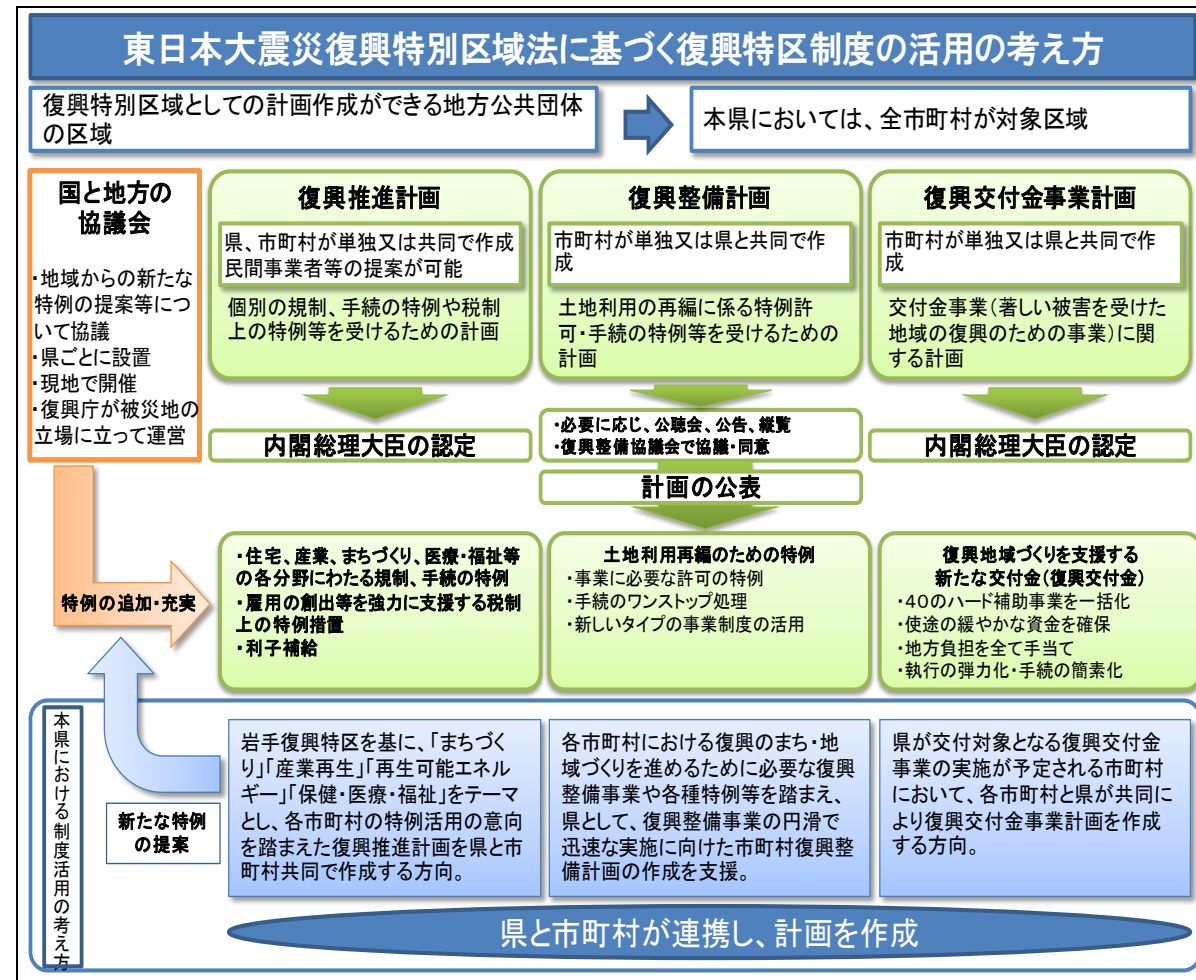 東日本大震災復興特別区域法に基づく復興特区制度の活用の考え方
復興特別区域としての計画作成ができる地方公共団体
の区域
本県においては、全市町村が対象区域
国と地方の
協議会
・地域からの新たな
特例の提案等につ
いて協議
・県ごとに設置
・現地で開催
・復興庁が被災地の
立場に立って運営
復興推進計画
県、市町村が単独又は共同で作成
民間事業者等の提案が可能
個別の規制、手続の特例や税制
上の特例等を受けるための計画
内閣総理大臣の認定
復興整備計画
市町村が単独又は県と共同で作
成
土地利用の再編に係る特例許
可・手続の特例等を受けるための
計画
・必要に応じ、公聴会、公告、縦覧
・復興整備協議会で協議・同意
計画の公表
復興交付金事業計画
市町村が単独又は県と共同で作
成
交付金事業(著しい被害を受けた
地域の復興のための事業)に関
する計画
内閣総理大臣の認定
特例の追加・充実
・住宅、産業、まちづくり、医療・福祉等
の各分野にわたる規制、手続の特例
・雇用の創出等を強力に支援する税制
上の特例措置
・利子補給
土地利用再編のための特例
・事業に必要な許可の特例
・手続のワンストップ処理
・新しいタイプの事業制度の活用
復興地域づくりを支援する
新たな交付金(復興交付金)
・40のハード補助事業を一括化
・使途の緩やかな資金を確保
・地方負担を全て手当て
・執行の弾力化・手続の簡素化
本県における制度活用の考え方
新たな特例
の提案
岩手復興特区を基に、「まちづく
り」「産業再生」「再生可能エネル
ギー」「保健・医療・福祉」をテーマ
とし、各市町村の特例活用の意向
を踏まえた復興推進計画を県と市
町村共同で作成する方向。
各市町村における復興のまち・地
域づくりを進めるために必要な復興
整備事業や各種特例等を踏まえ、
県として、復興整備事業の円滑で
迅速な実施に向けた市町村復興整
備計画の作成を支援。
県が交付対象となる復興交付金
事業の実施が予定される市町村
において、各市町村と県が共同に
より復興交付金事業計画を作成
する方向。
県と市町村が連携し、計画を作成